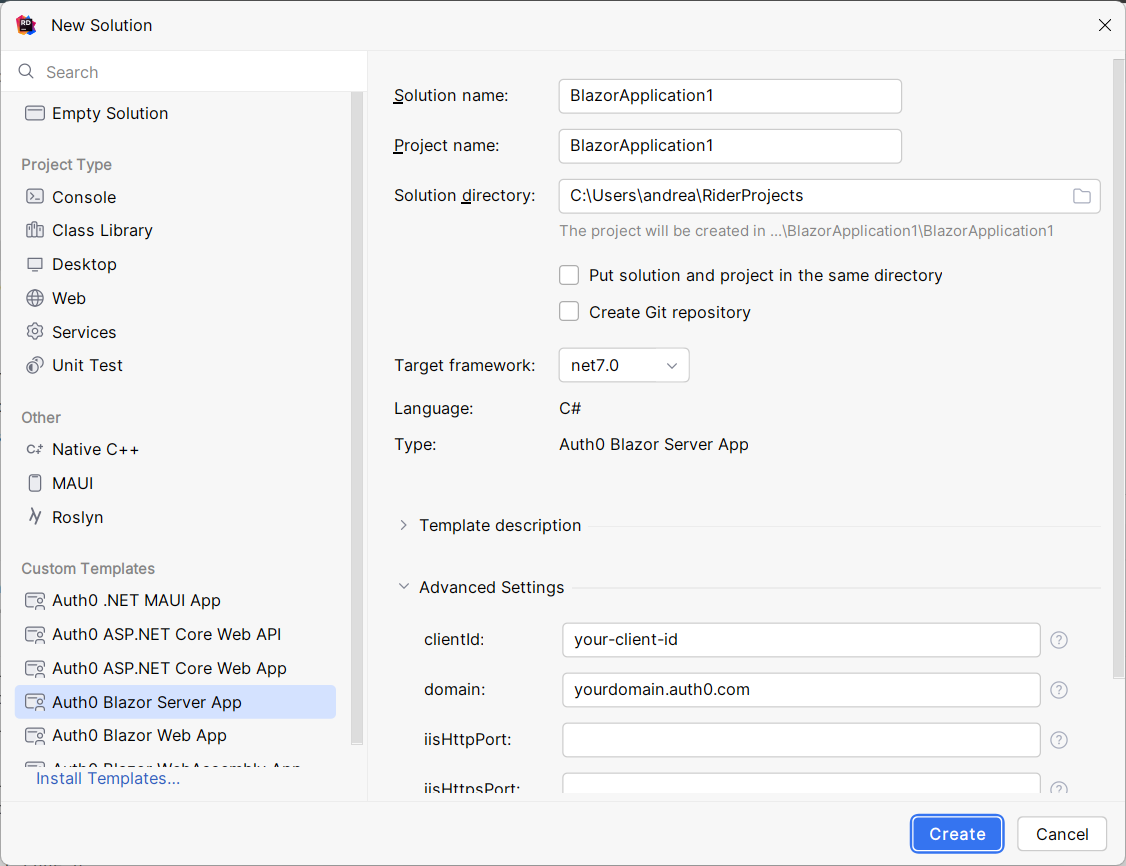 New Solution
Search
Empty Solution
Project Type
Console
Class Library
Desktop
Web
Services
Unit Test
Other
Native C++
MAUI
Roslyn
Custom Templates
Auth0 .NET MAUI App
Auth0 ASP.NET Core Web API
Auth0 ASP.NET Core Web App
Auth0 Blazor Server App
Auth0 Blazor Web App
Auth0 Blazor WebAssembly App
Install Templates...
Solution name: BlazorApplication1
Project name: BlazorApplication1
Solution directory: C:\Users\andrea\RiderProjects
The project will be created in ...\BlazorApplication1\BlazorApplication1
Put solution and project in the same directory
Create Git repository
Target framework: net7.0
Language: C#
Type: Auth0 Blazor Server App
Template description
Advanced Settings
clientId: your-client-id
domain: yourdomain.auth0.com
iisHttpPort:
iisHttpsPort:
Create Cancel